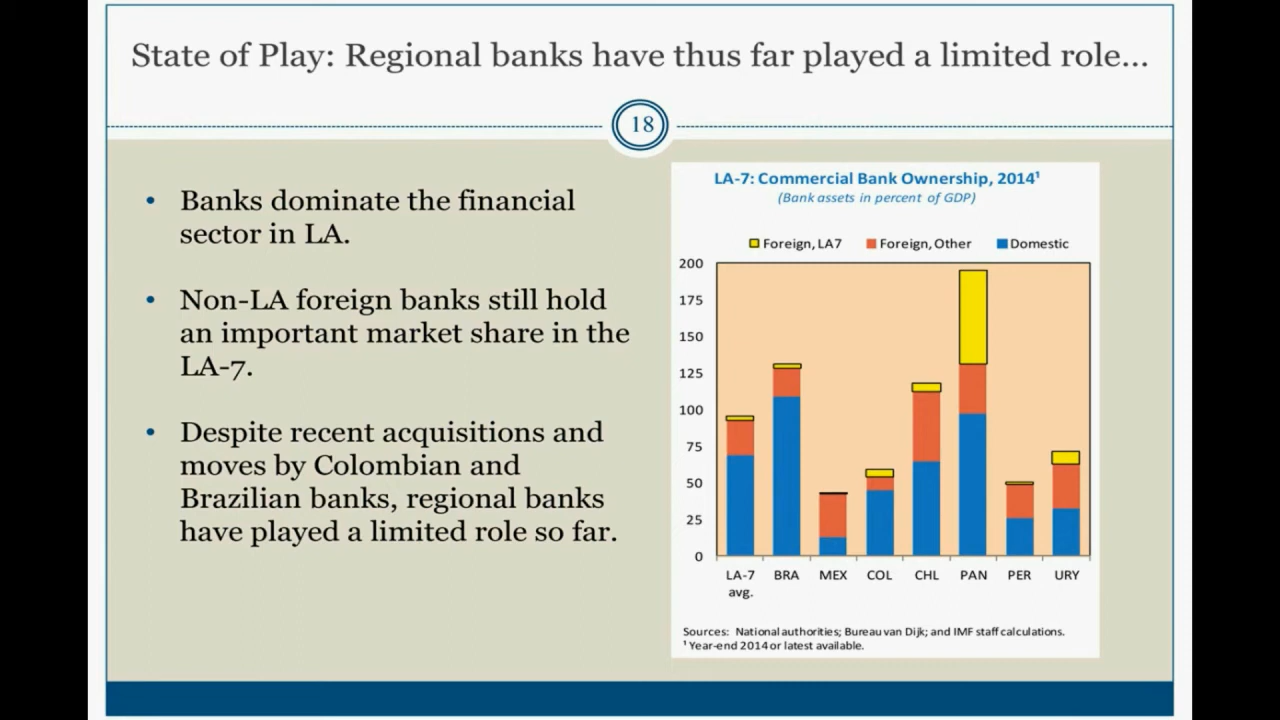 State of Play: Regional banks have thus far played a limited role...
18
• Banks dominate the financial
sector in LA.
• Non-LA foreign banks still hold
an important market share in the
LA-7.
• Despite recent acquisitions and
moves by Colombian and
Brazilian banks, regional banks
have played a limited role so far.
LA-7: Commercial Bank Ownership, 2014¹
(Bank assets in percent of GDP)
Foreign, LA7 Foreign, Other Domestic
200
175
150
125
100
75
50
25
0
LA-7 BRA MEX COL CHL PAN PER URY
avg.
Sources: National authorities; Bureau van Dijk; and IMF staff calculations.
¹ Year-end 2014 or latest available.